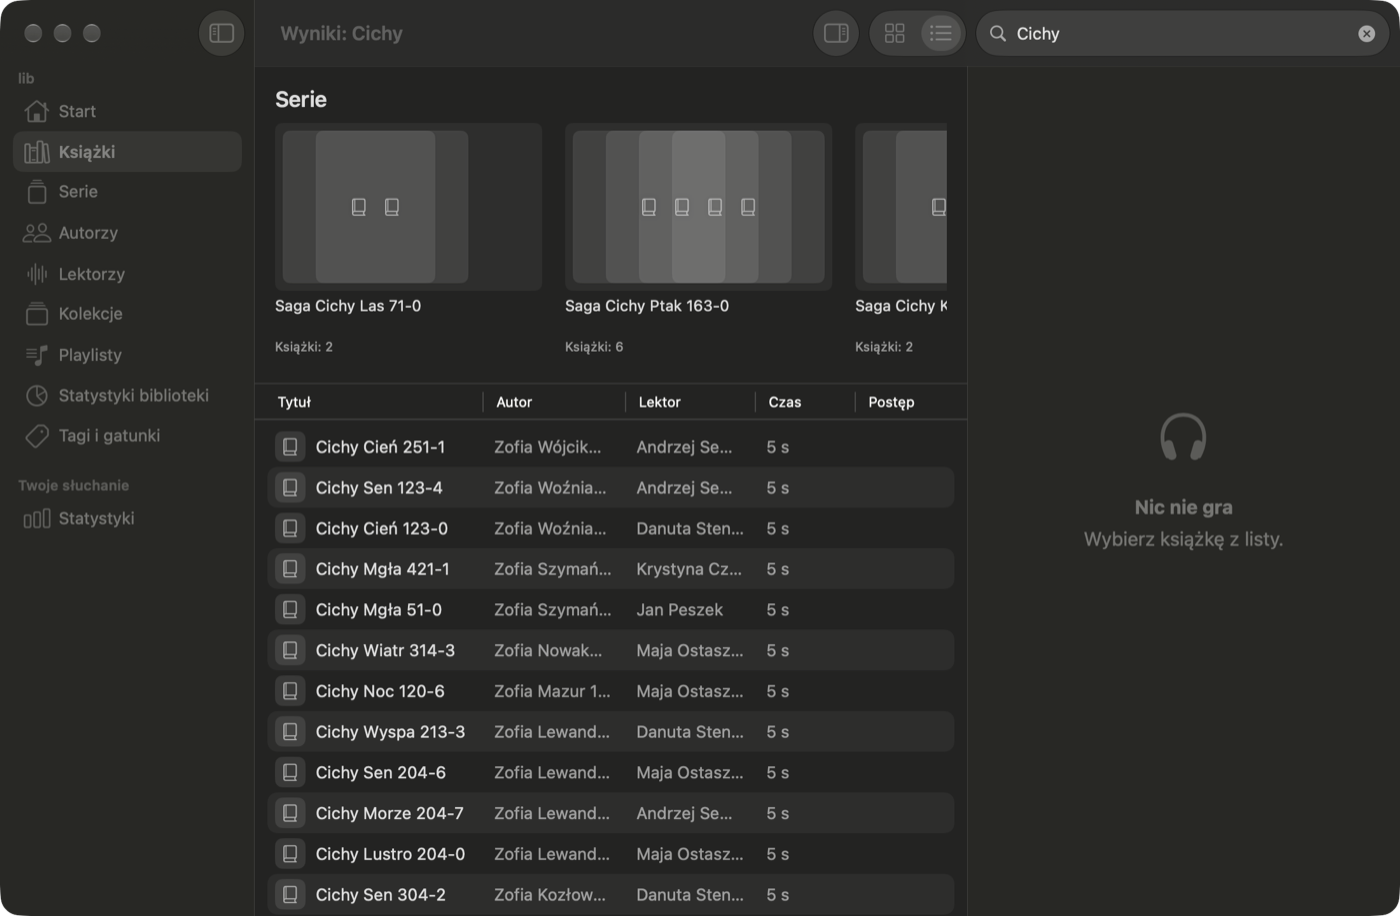 Wyniki: Cichy
Cichy
lib
Start
Książki
Serie
Autorzy
Lektorzy
Kolekcje
Playlisty
Statystyki biblioteki
Tagi i gatunki
Twoje słuchanie
Statystyki
Serie
Saga Cichy Las 71-0
Książki: 2
Saga Cichy Ptak 163-0
Książki: 6
Saga Cichy K
Książki: 2
Tytuł Autor Lektor Czas Postęp
Cichy Cień 251-1 Zofia Wójcik... Andrzej Se... 5 s
Cichy Sen 123-4 Zofia Woźnia... Andrzej Se... 5 s
Cichy Cień 123-0 Zofia Woźnia... Danuta Sten... 5 s
Cichy Mgła 421-1 Zofia Szymań... Krystyna Cz... 5 s
Cichy Mgła 51-0 Zofia Szymań... Jan Peszek 5 s
Cichy Wiatr 314-3 Zofia Nowak... Maja Ostasz... 5 s
Cichy Noc 120-6 Zofia Mazur 1... Maja Ostasz... 5 s
Cichy Wyspa 213-3 Zofia Lewand... Danuta Sten... 5 s
Cichy Sen 204-6 Zofia Lewand... Maja Ostasz... 5 s
Cichy Morze 204-7 Zofia Lewand... Andrzej Se... 5 s
Cichy Lustro 204-0 Zofia Lewand... Maja Ostasz... 5 s
Cichy Sen 304-2 Zofia Kozłow... Danuta Sten... 5 s
Nic nie gra
Wybierz książkę z listy.